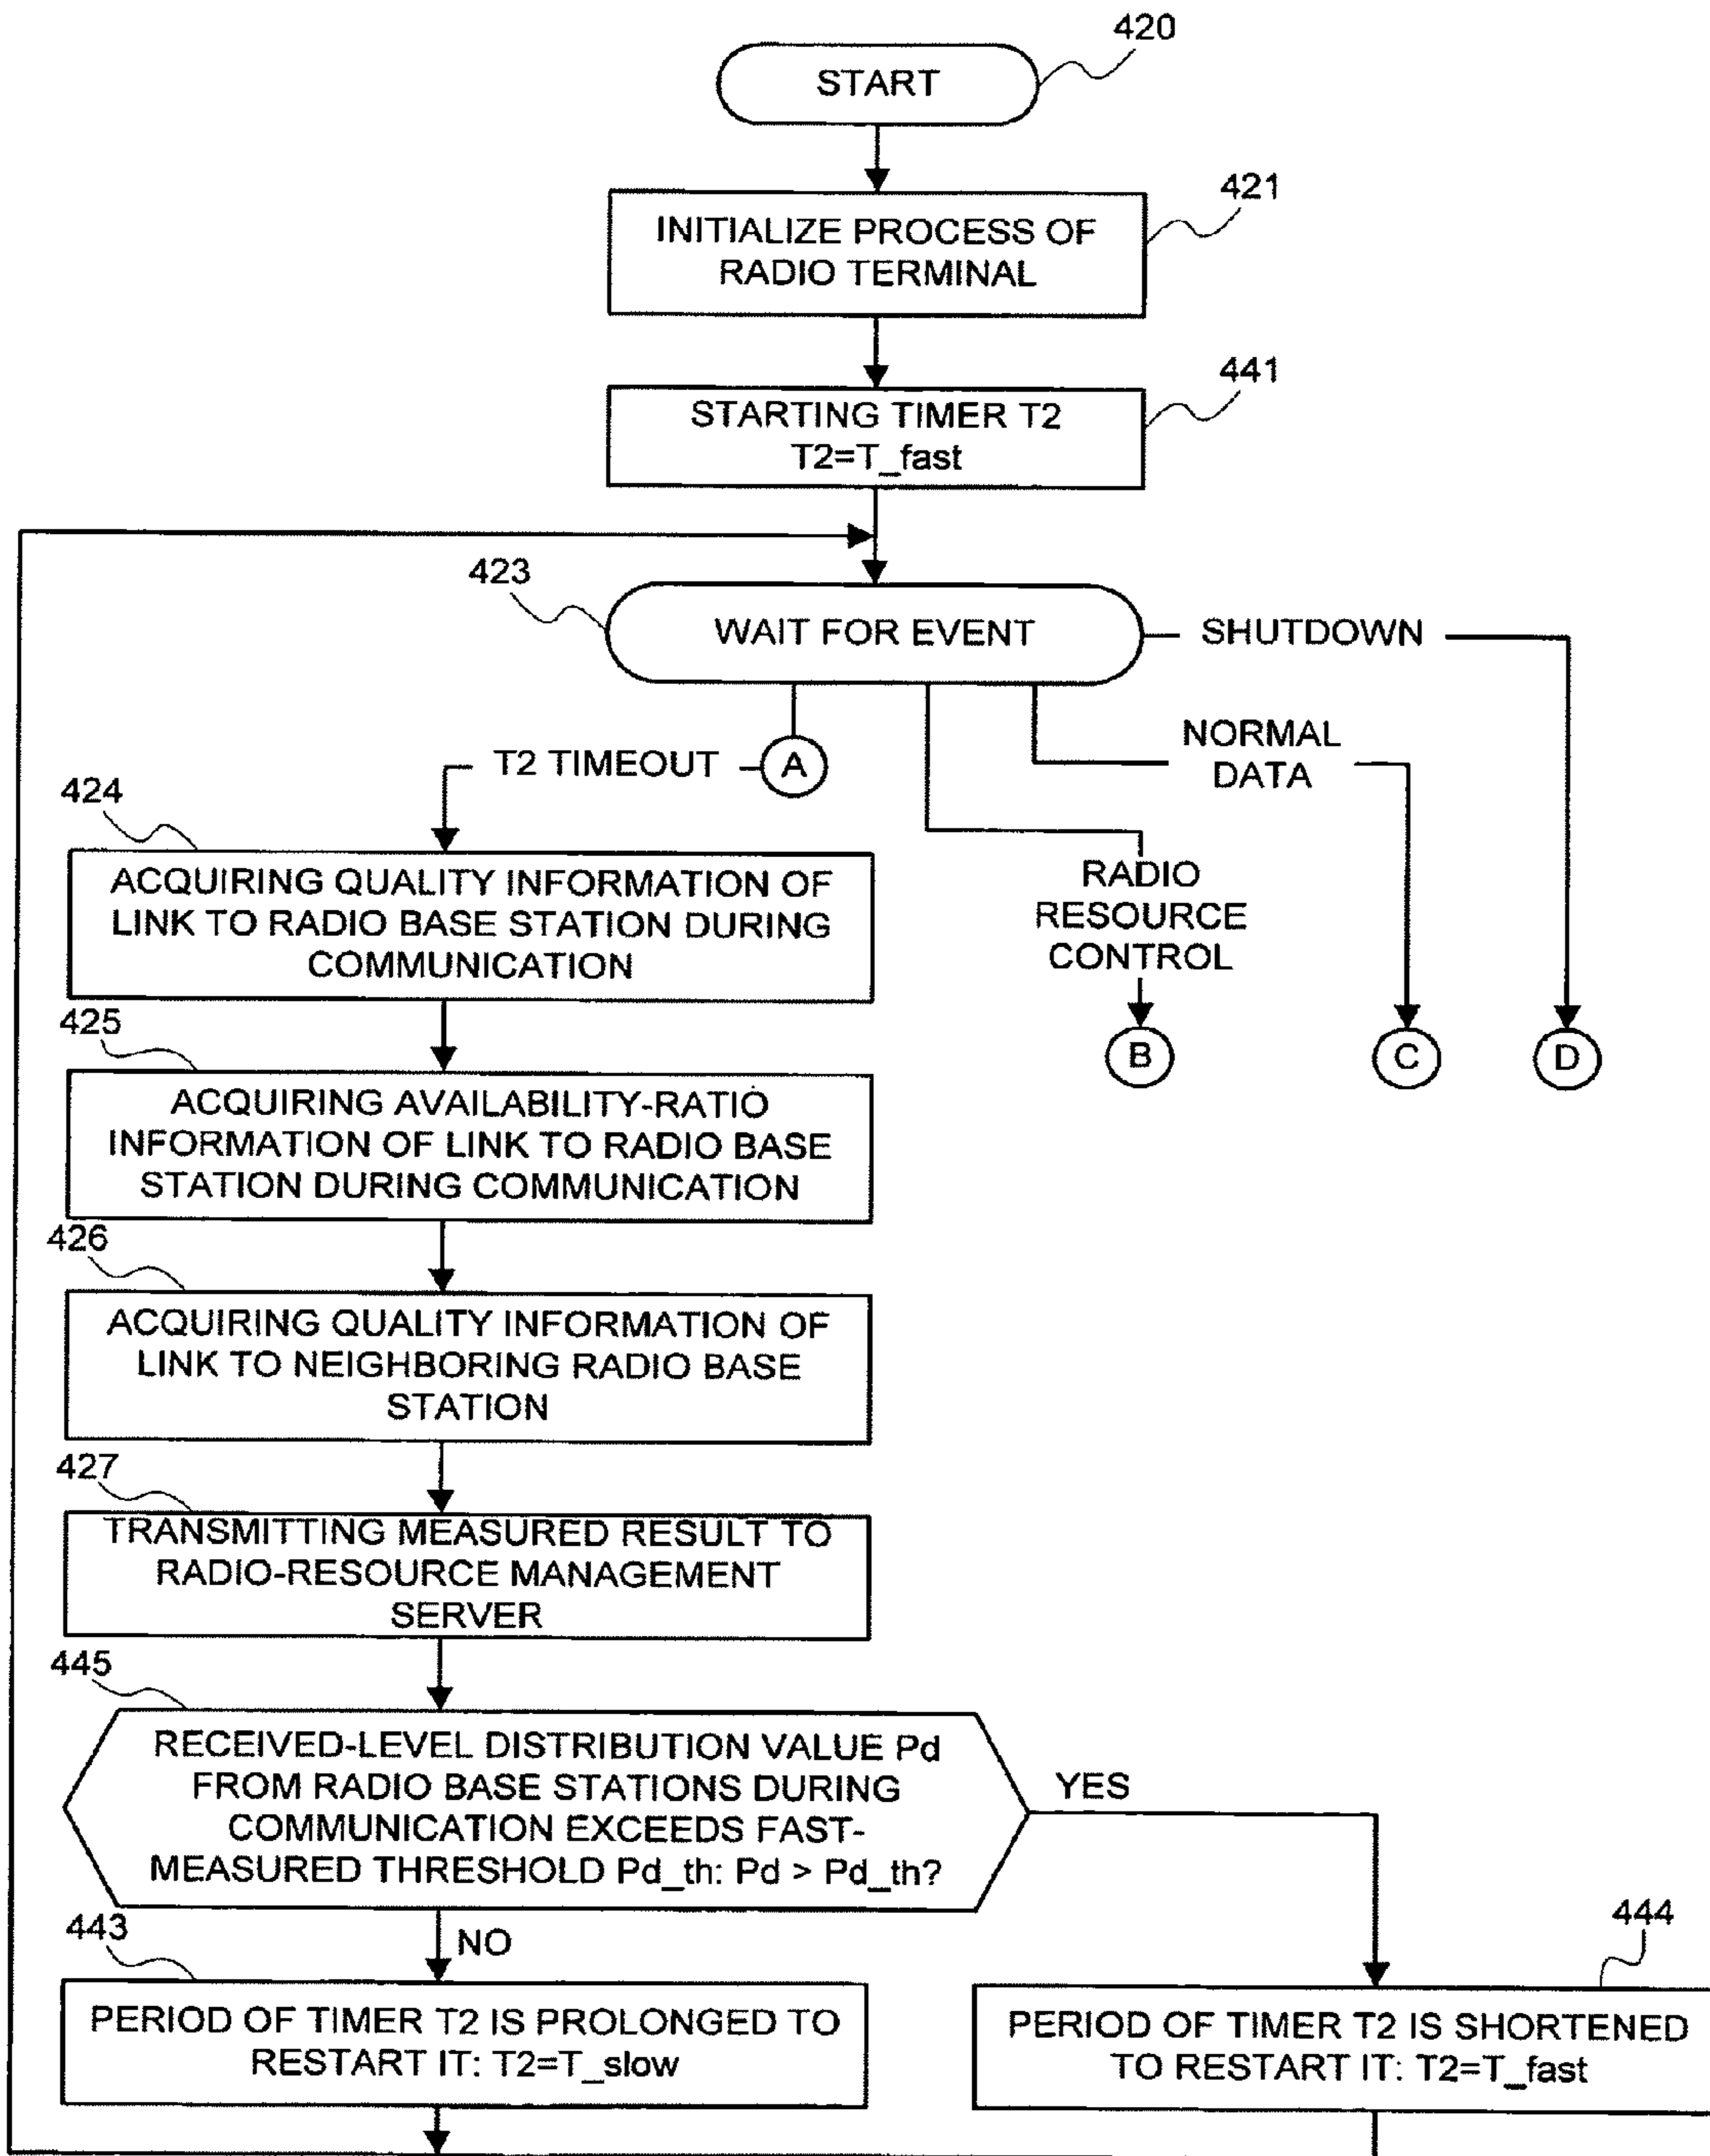 420
START
421
INITIALIZE PROCESS OF
RADIO TERMINAL
441
STARTING TIMER T2
T2=T_fast
423
WAIT FOR EVENT
SHUTDOWN
NORMAL
DATA
T2 TIMEOUT
A
424
ACQUIRING QUALITY INFORMATION OF
LINK TO RADIO BASE STATION DURING
COMMUNICATION
RADIO
RESOURCE
CONTROL
B
C
D
425
ACQUIRING AVAILABILITY-RATIO
INFORMATION OF LINK TO RADIO BASE
STATION DURING COMMUNICATION
426
ACQUIRING QUALITY INFORMATION OF
LINK TO NEIGHBORING RADIO BASE
STATION
427
TRANSMITTING MEASURED RESULT TO
RADIO-RESOURCE MANAGEMENT
SERVER
445
RECEIVED-LEVEL DISTRIBUTION VALUE Pd
FROM RADIO BASE STATIONS DURING
COMMUNICATION EXCEEDS FAST-
MEASURED THRESHOLD Pd_th: Pd > Pd_th?
YES
NO
443
PERIOD OF TIMER T2 IS PROLONGED TO
RESTART IT: T2=T_slow
444
PERIOD OF TIMER T2 IS SHORTENED
TO RESTART IT: T2=T_fast